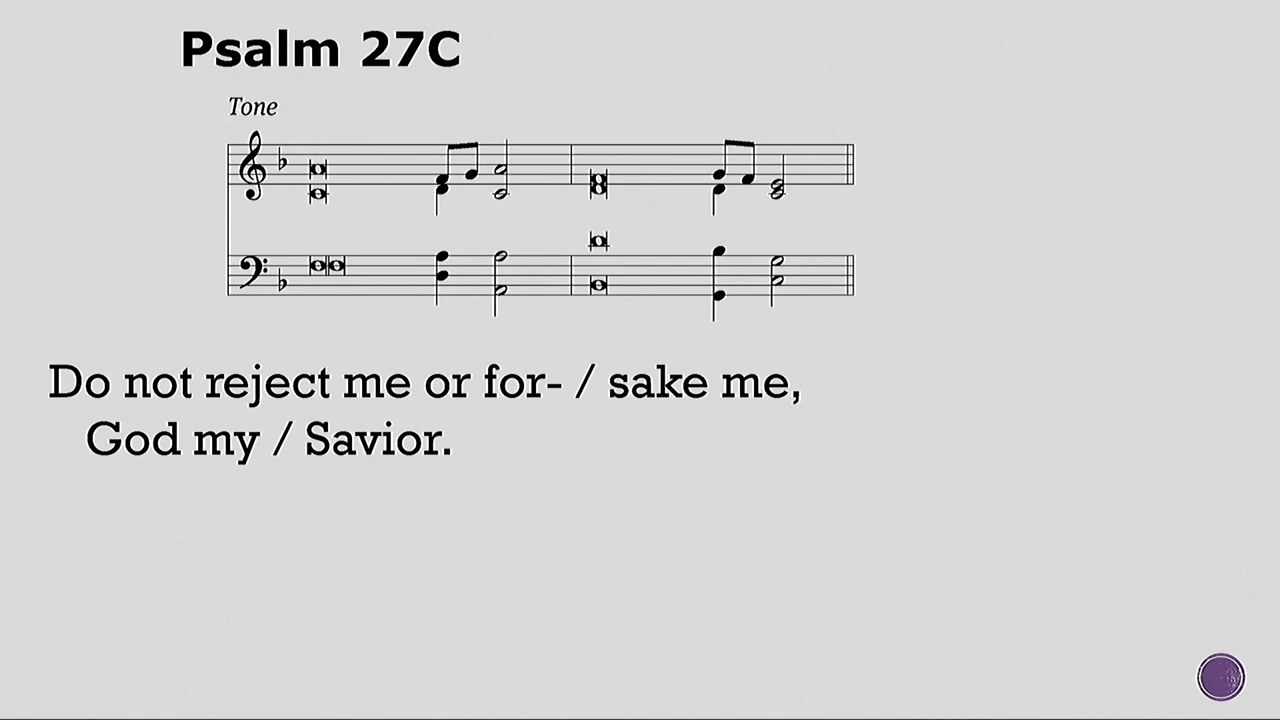 Psalm 27C
Tone
Do not reject me or for- / sake me,
God my / Savior.